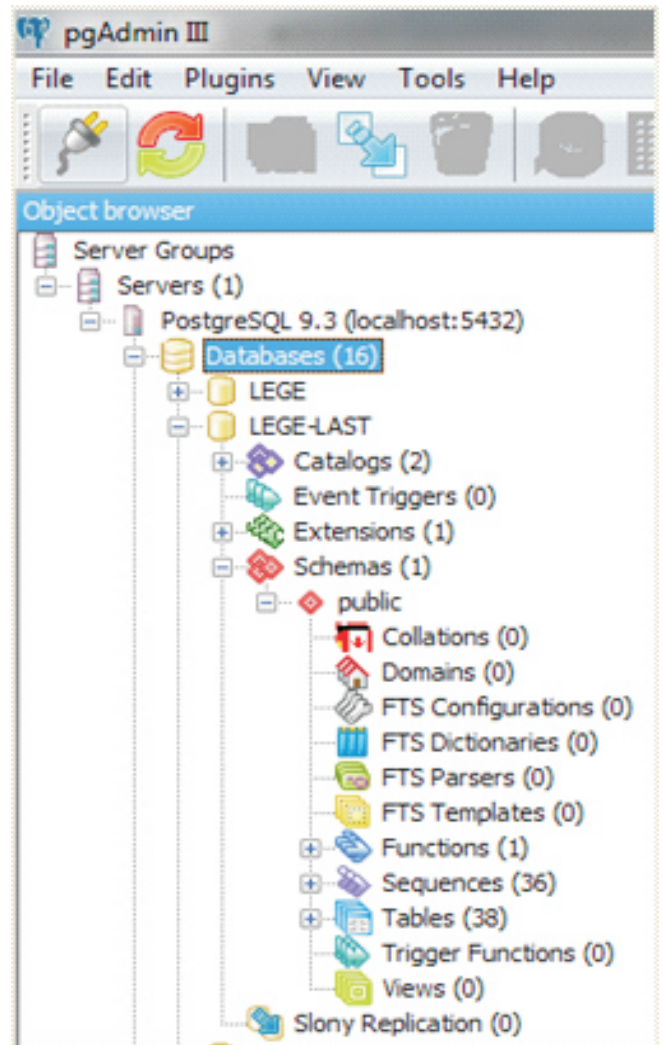 pgAdmin III
File Edit Plugins View Tools Help
Object browser
Server Groups
Servers (1)
PostgreSQL 9.3 (localhost:5432)
Databases (16)
LEGE
LEGE-LAST
Catalogs (2)
Event Triggers (0)
Extensions (1)
Schemas (1)
public
Collations (0)
Domains (0)
FTS Configurations (0)
FTS Dictionaries (0)
FTS Parsers (0)
FTS Templates (0)
Functions (1)
Sequences (36)
Tables (38)
Trigger Functions (0)
Views (0)
Slony Replication (0)